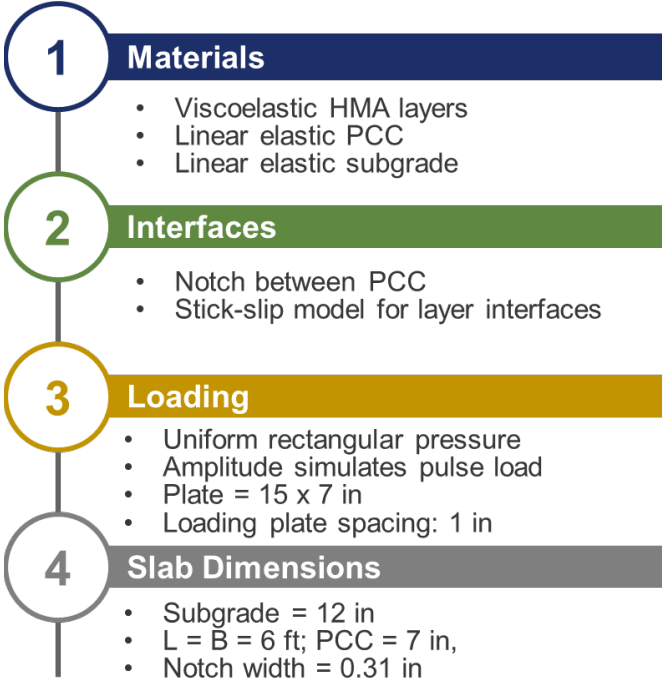 1 Materials
• Viscoelastic HMA layers
• Linear elastic PCC
• Linear elastic subgrade
2 Interfaces
• Notch between PCC
• Stick-slip model for layer interfaces
3 Loading
• Uniform rectangular pressure
• Amplitude simulates pulse load
• Plate = 15 x 7 in
• Loading plate spacing: 1 in
4 Slab Dimensions
• Subgrade = 12 in
• L = B = 6 ft; PCC = 7 in,
• Notch width = 0.31 in